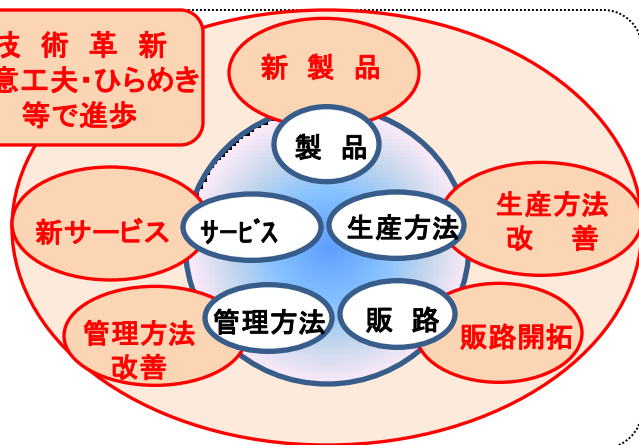 技 術 革 新
意工夫・ひらめき
等で進歩
新 製 品
製 品
新サービス
サービス
生産方法
生産方法
改 善
管理方法
改善
管理方法
販 路
販路開拓